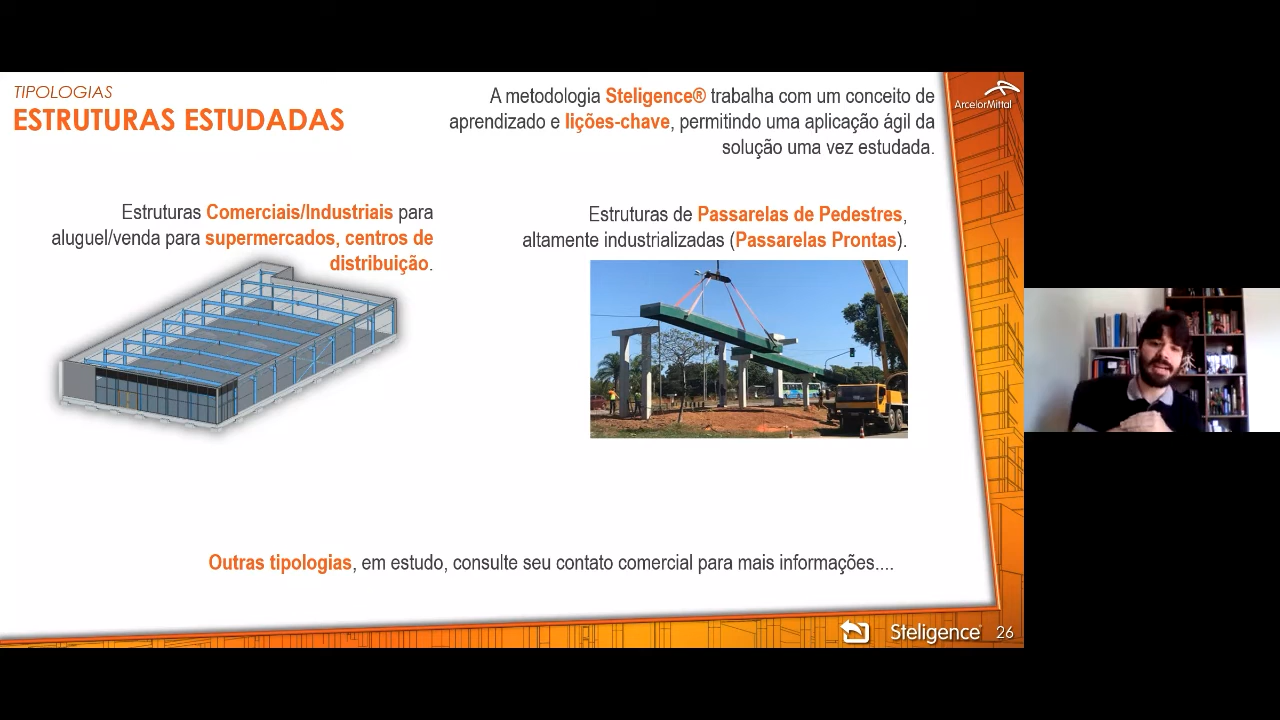 TIPOLOGIAS
ESTRUTURAS ESTUDADAS
A metodologia Steligence® trabalha com um conceito de
aprendizado e lições-chave, permitindo uma aplicação ágil da
solução uma vez estudada.
ArcelorMittal
Estruturas Comerciais/Industriais para
aluguel/venda para supermercados, centros de
distribuição.
Estruturas de Passarelas de Pedestres,
altamente industrializadas (Passarelas Prontas).
Outras tipologias, em estudo, consulte seu contato comercial para mais informações....
Steligence® 26